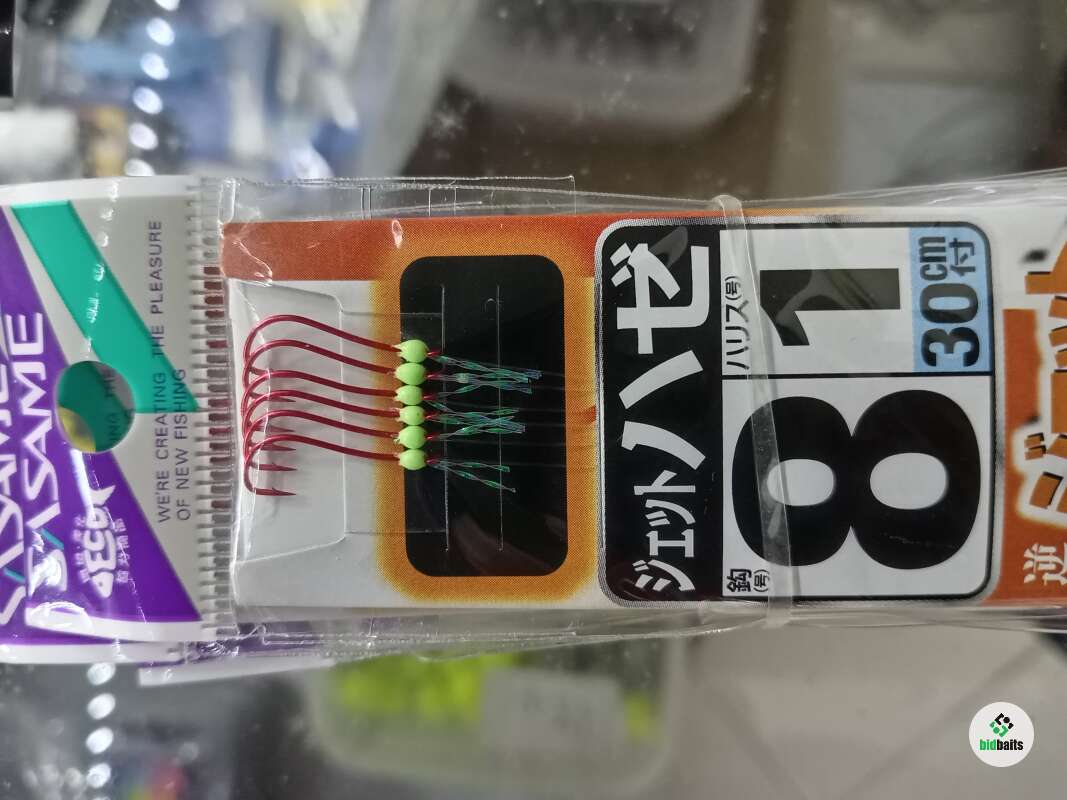 SASAME
WE'RE CREATING THE PLEASURE
OF NEW FISHING
ジェットハゼ
鈎(号)
8
ハリス(号)
1
30cm付
逆
bidbaits